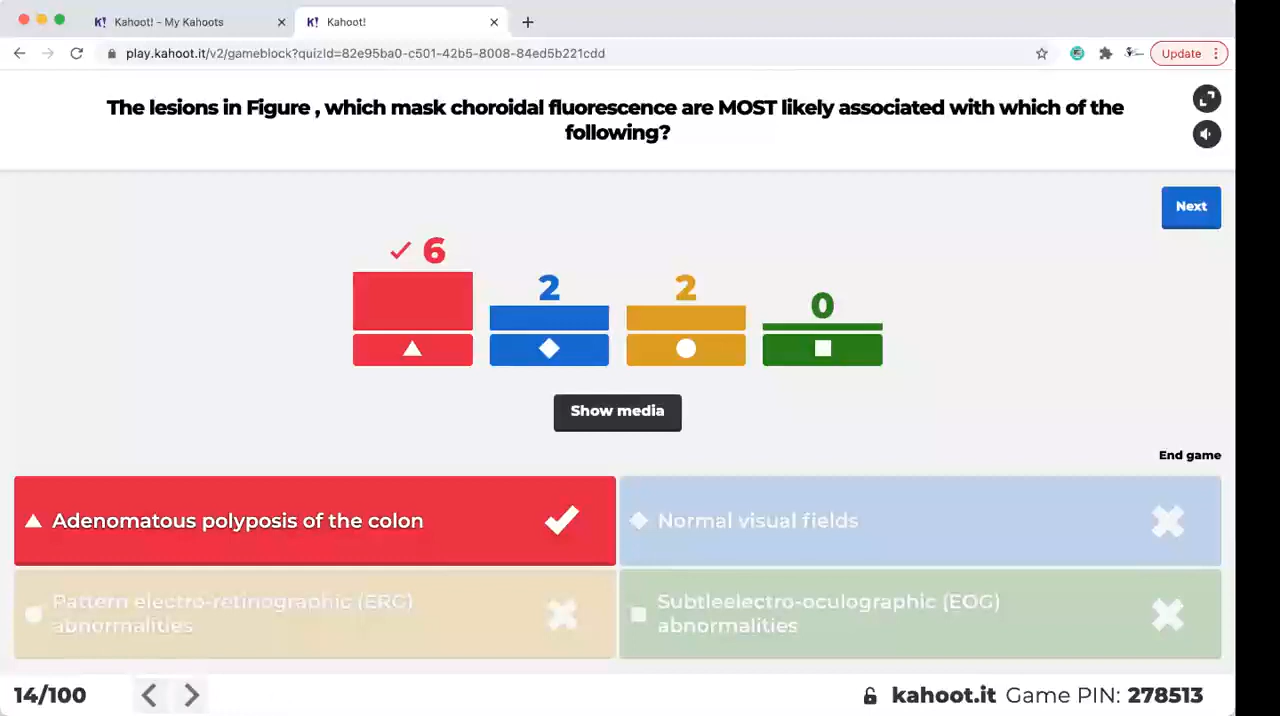 K! Kahoot! - My Kahoots
K! Kahoot!
play.kahoot.it/v2/gameblock?quizId=82e95ba0-c501-42b5-8008-84ed5b221cdd
Update
The lesions in Figure , which mask choroidal fluorescence are MOST likely associated with which of the
following?
Next
6
2
2
0
Show media
End game
Adenomatous polyposis of the colon
Normal visual fields
Pattern electro-retinographic (ERG)
abnormalities
Subtleelectro-oculographic (EOG)
abnormalities
14/100
kahoot.it Game PIN: 278513